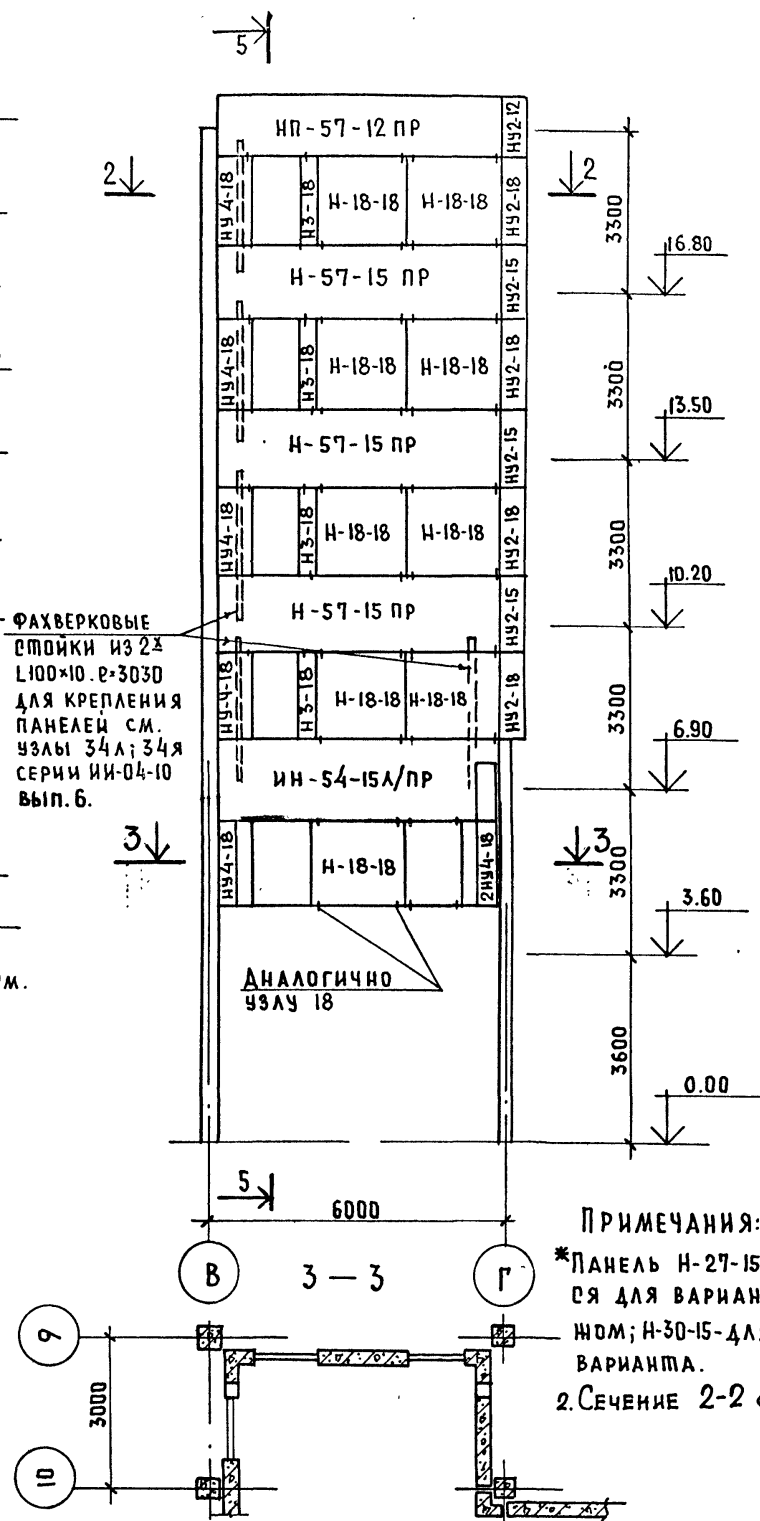 5
НП-57-12 ПР
НУ2-12
2
2
НУ4-18
Н3-18
Н-18-18
Н-18-18
НУ2-18
3300
16.80
Н-57-15 ПР
НУ2-15
НУ4-18
Н3-18
Н-18-18
Н-18-18
НУ2-18
3300
13.50
Н-57-15 ПР
НУ2-15
НУ4-18
Н3-18
Н-18-18
Н-18-18
НУ2-18
3300
10.20
Н-57-15 ПР
НУ2-15
ФАХВЕРКОВЫЕ
СТОЙКИ ИЗ 2х
L100×10. ℓ=3030
ДЛЯ КРЕПЛЕНИЯ
ПАНЕЛЕЙ СМ.
УЗЛЫ 34Л; 34Я
СЕРИИ ИИ-04-10
ВЫП.6.
НУ-4-18
Н3-18
Н-18-18
Н-18-18
НУ2-18
3300
6.90
ИН-54-15Л/ПР
3
3
НУ4-18
Н-18-18
2НУ4-18
3300
3.60
М.
АНАЛОГИЧНО
УЗЛУ 18
3600
0.00
5
6000
В
3 — 3
Г
ПРИМЕЧАНИЯ:
*ПАНЕЛЬ Н-27-15
СЯ ДЛЯ ВАРИАН
НОМ; Н-30-15-ДЛ
ВАРИАНТА.
2. СЕЧЕНИЕ 2-2
9
3000
10